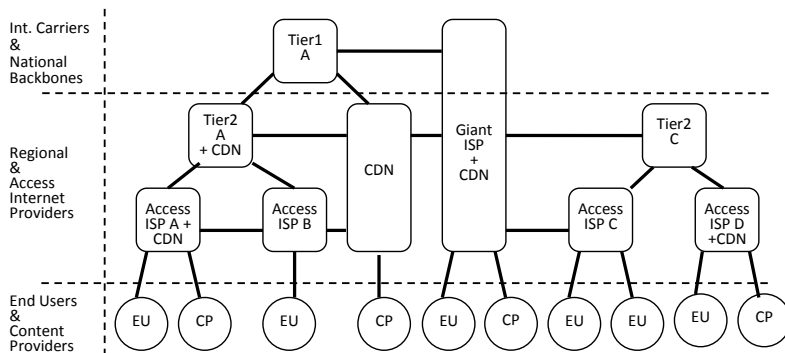 Int. Carriers
&
National
Backbones
Tier1
A
Tier2
A
+ CDN
CDN
Giant
ISP
+
CDN
Tier2
C
Regional
&
Access
Internet
Providers
Access
ISP A +
CDN
Access
ISP B
Access
ISP C
Access
ISP D
+CDN
End Users
&
Content
Providers
EU
CP
EU
CP
EU
CP
EU
EU
EU
CP